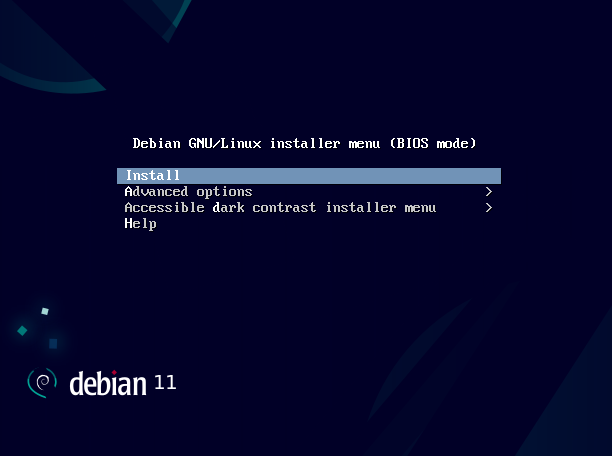 Debian GNU/Linux installer menu (BIOS mode)
Install
Advanced options >
Accessible dark contrast installer menu >
Help
debian 11